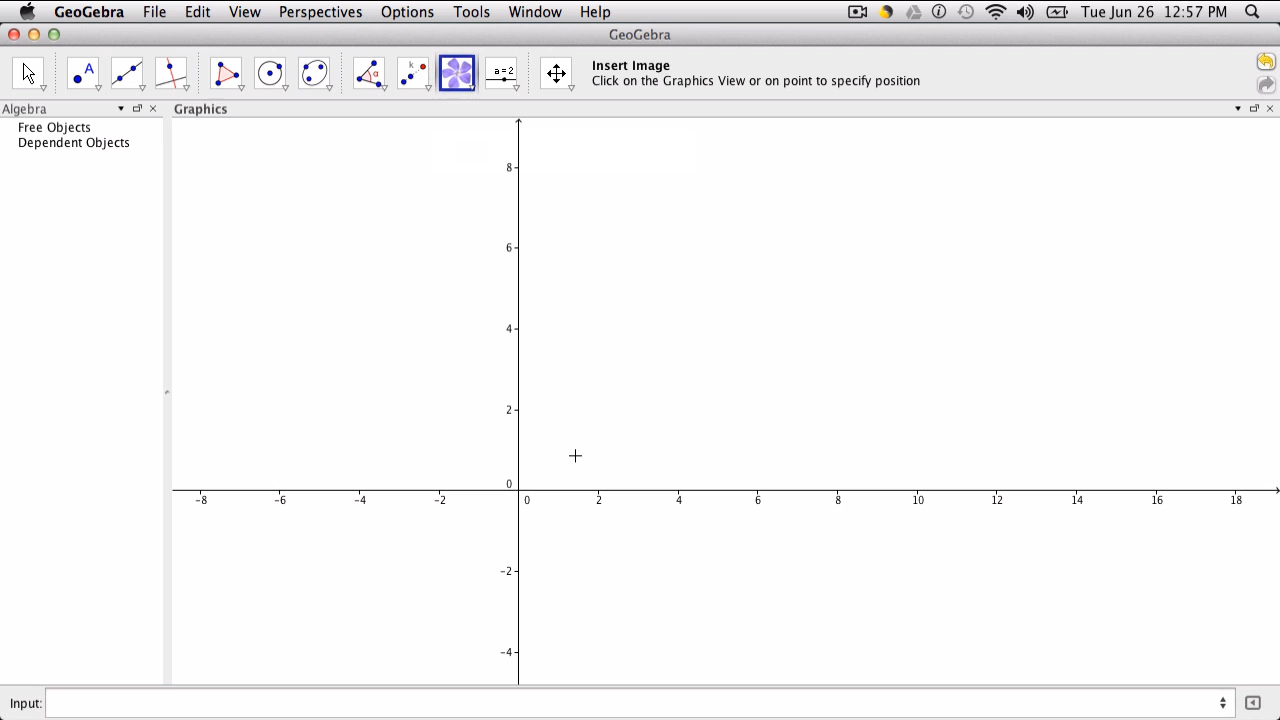 GeoGebra File Edit View Perspectives Options Tools Window Help Tue Jun 26 12:57 PM
GeoGebra
A
α
k
a=2
Insert Image
Click on the Graphics View or on point to specify position
Algebra
Graphics
Free Objects
Dependent Objects
8
6
4
2
0
-8 -6 -4 -2 0 2 4 6 8 10 12 14 16 18
-2
-4
Input: